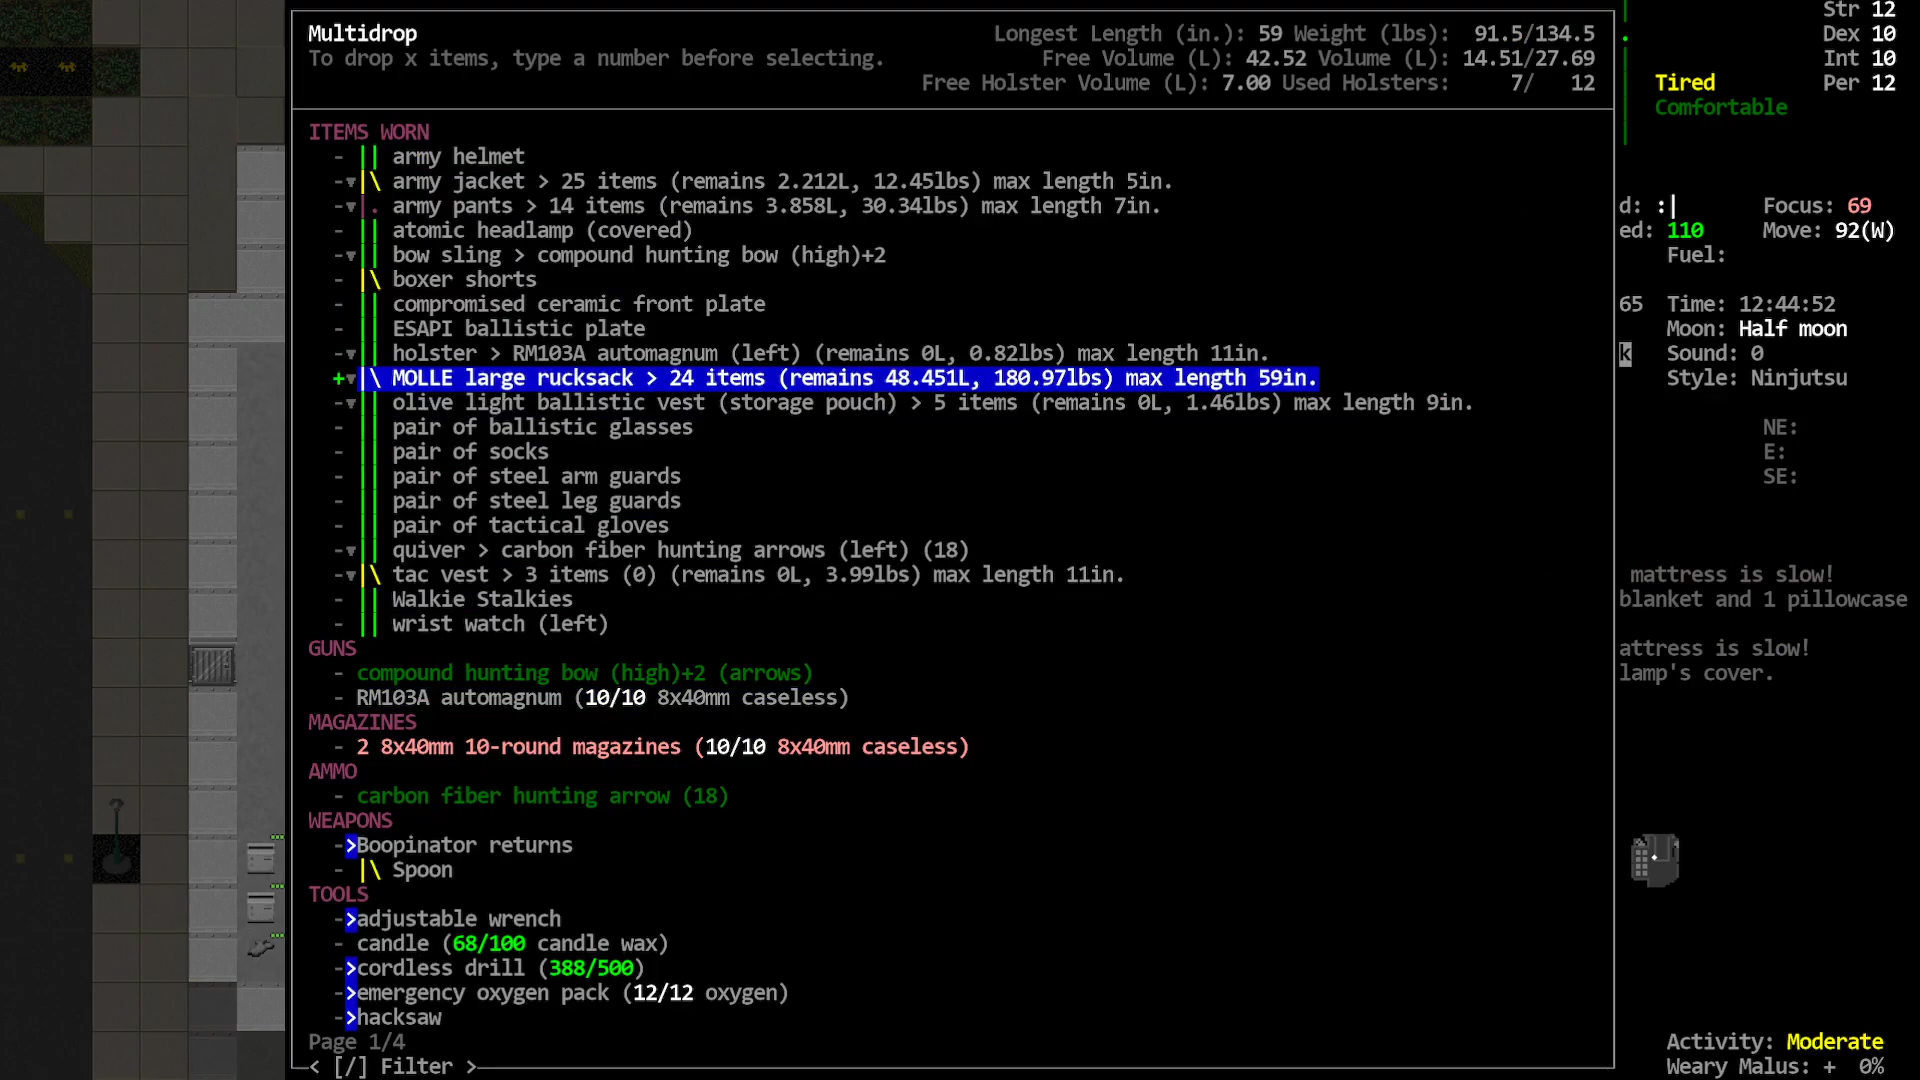 Multidrop
To drop x items, type a number before selecting.
Longest Length (in.): 59 Weight (lbs): 91.5/134.5
Free Volume (L): 42.52 Volume (L): 14.51/27.69
Free Holster Volume (L): 7.00 Used Holsters: 7/ 12
ITEMS WORN
- || army helmet
-▾|\ army jacket > 25 items (remains 2.212L, 12.45lbs) max length 5in.
-▾|. army pants > 14 items (remains 3.858L, 30.34lbs) max length 7in.
- || atomic headlamp (covered)
-▾|| bow sling > compound hunting bow (high)+2
- |\ boxer shorts
- || compromised ceramic front plate
- || ESAPI ballistic plate
-▾|| holster > RM103A automagnum (left) (remains 0L, 0.82lbs) max length 11in.
+▾|\ MOLLE large rucksack > 24 items (remains 48.451L, 180.97lbs) max length 59in.
-▾|| olive light ballistic vest (storage pouch) > 5 items (remains 0L, 1.46lbs) max length 9in.
- || pair of ballistic glasses
- || pair of socks
- || pair of steel arm guards
- || pair of steel leg guards
- || pair of tactical gloves
-▾|| quiver > carbon fiber hunting arrows (left) (18)
-▾|\ tac vest > 3 items (0) (remains 0L, 3.99lbs) max length 11in.
- || Walkie Stalkies
- || wrist watch (left)
GUNS
- compound hunting bow (high)+2 (arrows)
- RM103A automagnum (10/10 8x40mm caseless)
MAGAZINES
- 2 8x40mm 10-round magazines (10/10 8x40mm caseless)
AMMO
- carbon fiber hunting arrow (18)
WEAPONS
->Boopinator returns
- |\ Spoon
TOOLS
->adjustable wrench
- candle (68/100 candle wax)
->cordless drill (388/500)
->emergency oxygen pack (12/12 oxygen)
->hacksaw
Page 1/4
< [/] Filter >
Str 12
Dex 10
Int 10
Tired Per 12
Comfortable
d: :| Focus: 69
ed: 110 Move: 92(W)
Fuel:
65 Time: 12:44:52
Moon: Half moon
k Sound: 0
Style: Ninjutsu
NE:
E:
SE:
mattress is slow!
blanket and 1 pillowcase
attress is slow!
lamp's cover.
Activity: Moderate
Weary Malus: + 0%